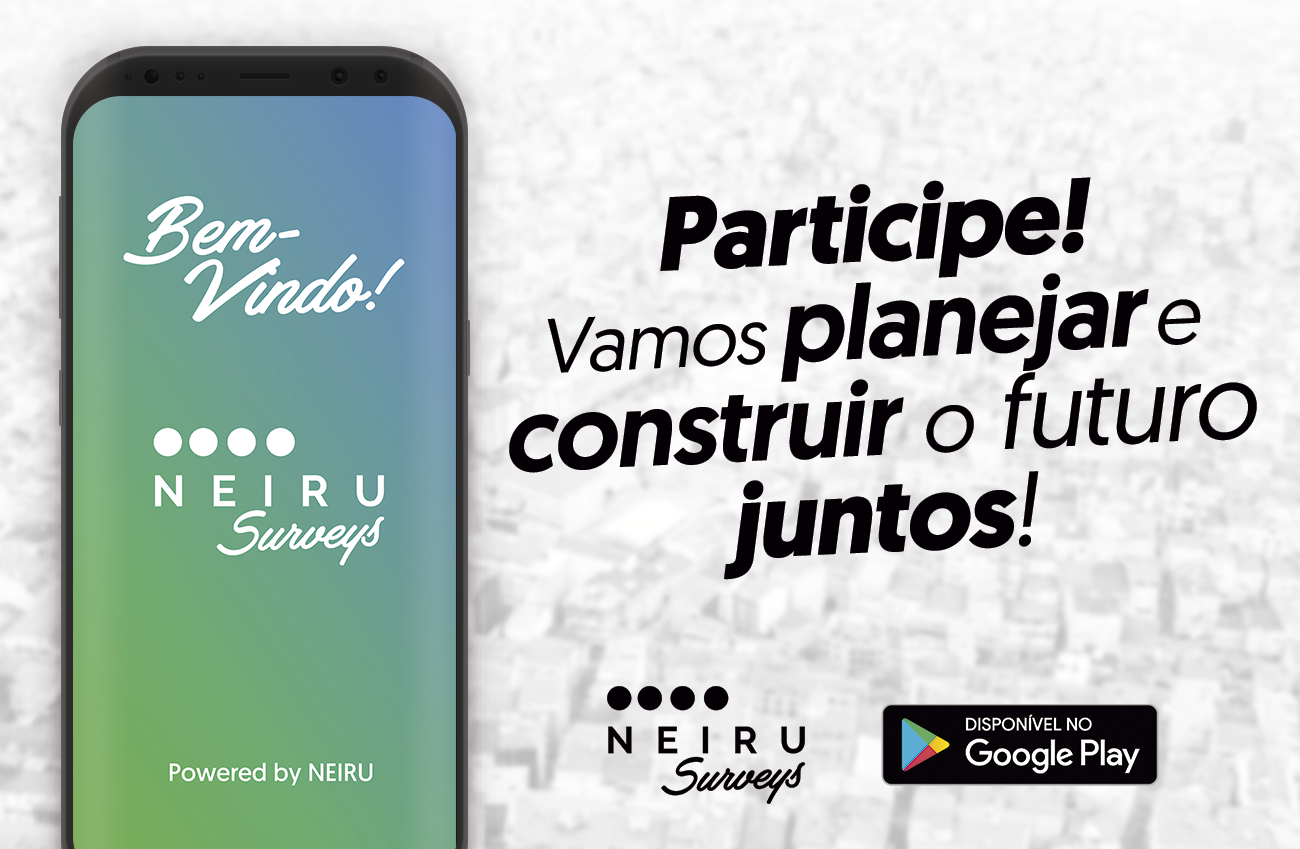 Bem-
Vindo!
NEIRU
Surveys
Powered by NEIRU
Participe!
Vamos planejar e
construir o futuro
juntos!
NEIRU
Surveys
DISPONÍVEL NO
Google Play